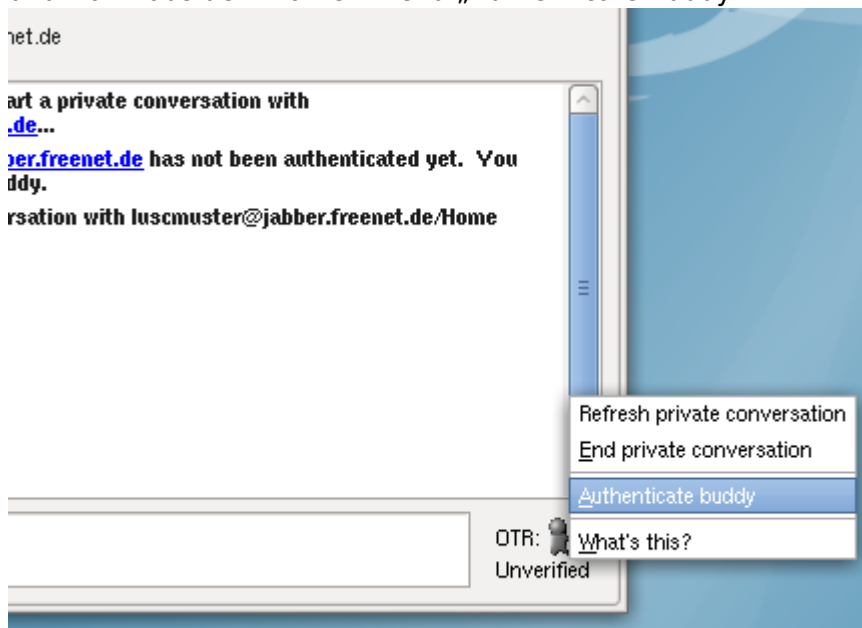 net.de
art a private conversation with
.de...
ber.freenet.de has not been authenticated yet.  You
ddy.
rsation with luscmuster@jabber.freenet.de/Home
Refresh private conversation
End private conversation
Authenticate buddy
What's this?
OTR:
Unverified